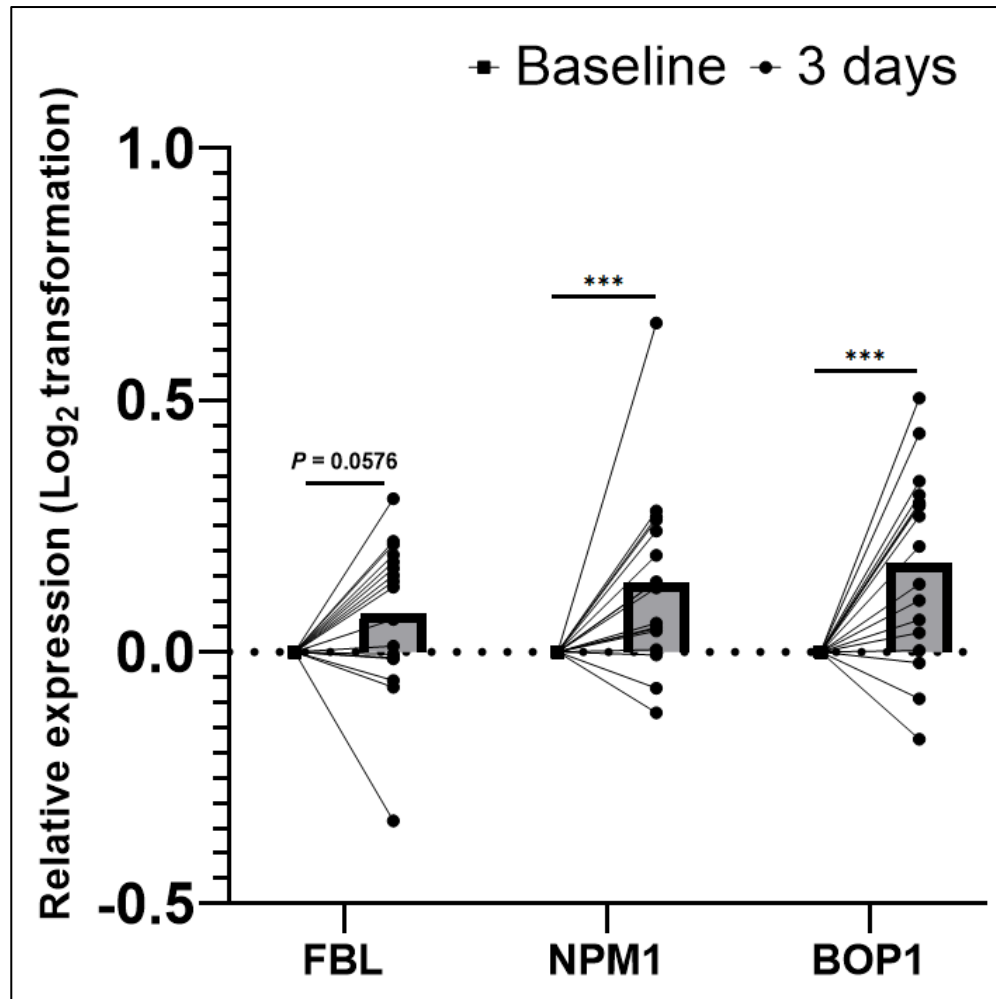 Baseline 3 days
Relative expression (Log₂ transformation)
1.0
0.5
0.0
-0.5
P = 0.0576
***
***
FBL NPM1 BOP1